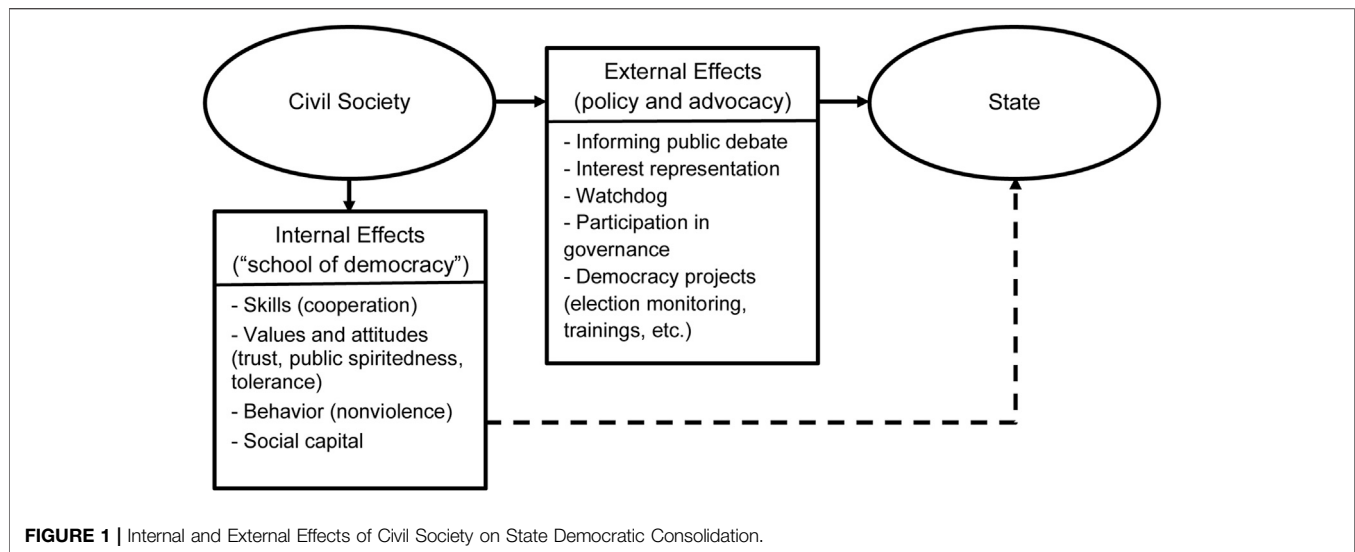 Civil Society
External Effects
(policy and advocacy)
- Informing public debate
- Interest representation
- Watchdog
- Participation in
governance
- Democracy projects
(election monitoring,
trainings, etc.)
State
Internal Effects
(“school of democracy”)
- Skills (cooperation)
- Values and attitudes
(trust, public spiritedness,
tolerance)
- Behavior (nonviolence)
- Social capital
FIGURE 1 | Internal and External Effects of Civil Society on State Democratic Consolidation.